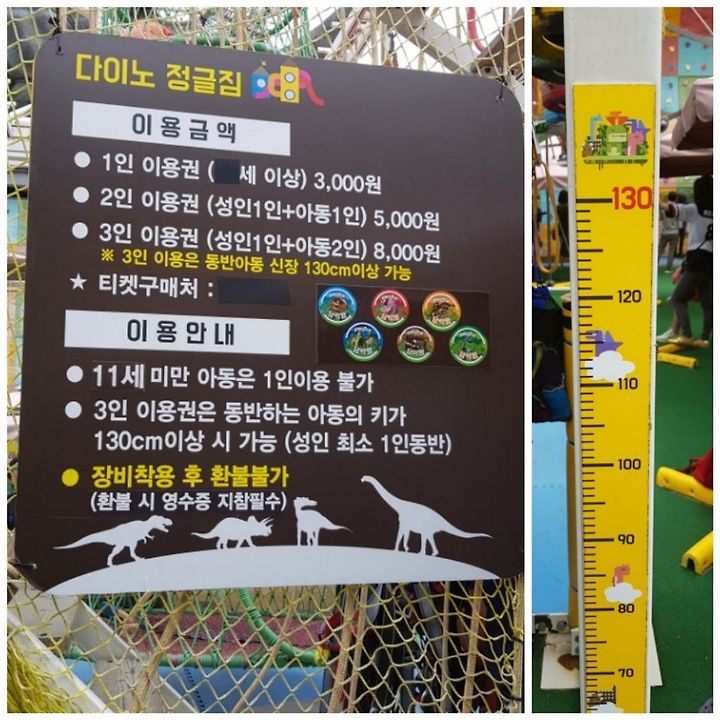 다이노 정글짐
이용금액
● 1인 이용권 ( 세 이상) 3,000원
● 2인 이용권 (성인1인+아동1인) 5,000원
● 3인 이용권 (성인1인+아동2인) 8,000원
※ 3인 이용은 동반아동 신장 130cm이상 가능
★ 티켓구매처 :
이용안내
● 11세 미만 아동은 1인이용 불가
● 3인 이용권은 동반하는 아동의 키가
130cm이상 시 가능 (성인 최소 1인동반)
● 장비착용 후 환불불가
(환불 시 영수증 지참필수)
130
120
110
100
90
80
70